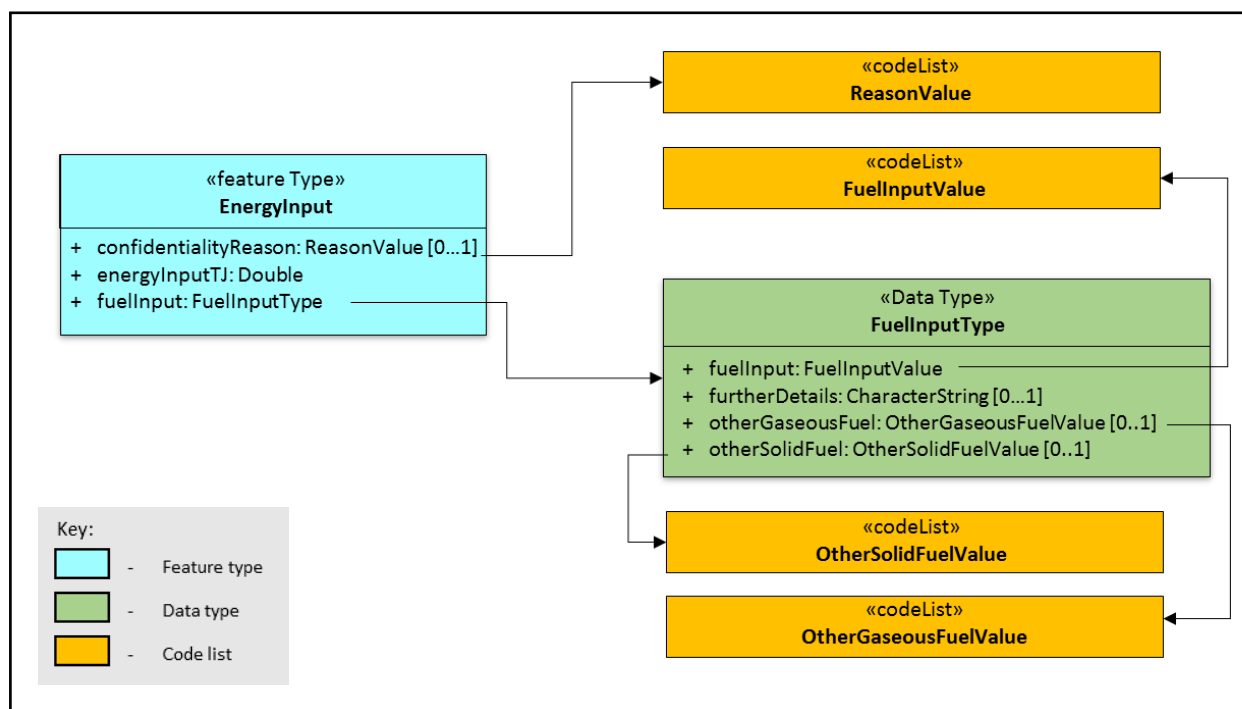 «codeList»
ReasonValue
«codeList»
FuelInputValue
«feature Type»
EnergyInput
+ confidentialityReason: ReasonValue [0...1]
+ energyInputTJ: Double
+ fuelInput: FuelInputType
«Data Type»
FuelInputType
+ fuelInput: FuelInputValue
+ furtherDetails: CharacterString [0...1]
+ otherGaseousFuel: OtherGaseousFuelValue [0..1]
+ otherSolidFuel: OtherSolidFuelValue [0..1]
«codeList»
OtherSolidFuelValue
«codeList»
OtherGaseousFuelValue
Key:
- Feature type
- Data type
- Code list